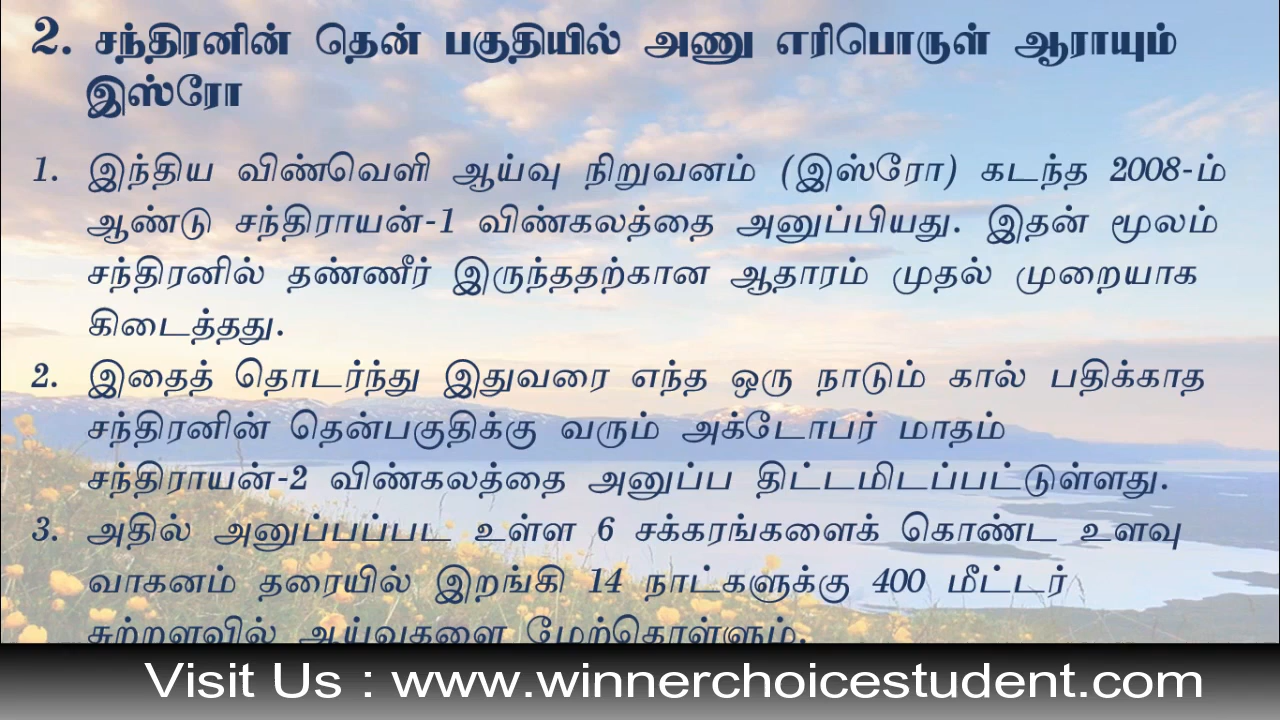 2. சந்திரனின் தென் பகுதியில் அணு எரிபொருள் ஆராயும்
இஸ்ரோ
1. இந்திய விண்வெளி ஆய்வு நிறுவனம் (இஸ்ரோ) கடந்த 2008-ம்
ஆண்டு சந்திராயன்-1 விண்கலத்தை அனுப்பியது. இதன் மூலம்
சந்திரனில் தண்ணீர் இருந்ததற்கான ஆதாரம் முதல் முறையாக
கிடைத்தது.
2. இதைத் தொடர்ந்து இதுவரை எந்த ஒரு நாடும் கால் பதிக்காத
சந்திரனின் தென்பகுதிக்கு வரும் அக்டோபர் மாதம்
சந்திராயன்-2 விண்கலத்தை அனுப்ப திட்டமிடப்பட்டுள்ளது.
3. அதில் அனுப்பப்பட உள்ள 6 சக்கரங்களைக் கொண்ட உளவு
வாகனம் தரையில் இறங்கி 14 நாட்களுக்கு 400 மீட்டர்
சுற்றளவில் ஆய்வுகளை மேற்கொள்ளும்.
Visit Us : www.winnerchoicestudent.com